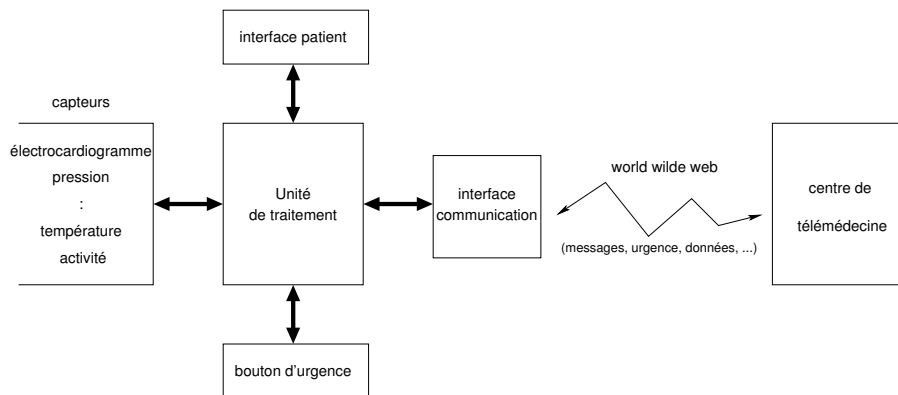 interface patient
capteurs
électrocardiogramme
pression
:
température
activité
Unité
de traitement
interface
communication
world wilde web
(messages, urgence, données, ...)
centre de
télémédecine
bouton d'urgence